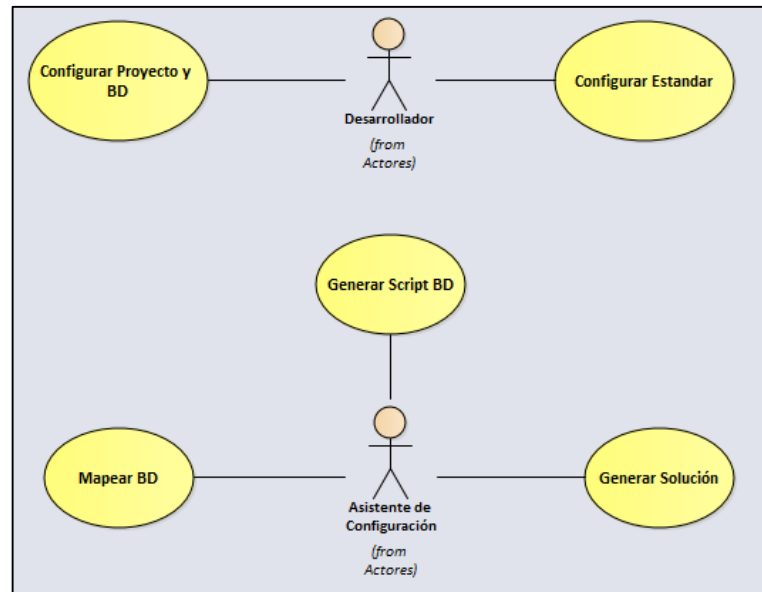 Configurar Proyecto y
BD
Desarrollador
(from
Actores)
Configurar Estandar
Generar Script BD
Mapear BD
Asistente de
Configuración
(from
Actores)
Generar Solución